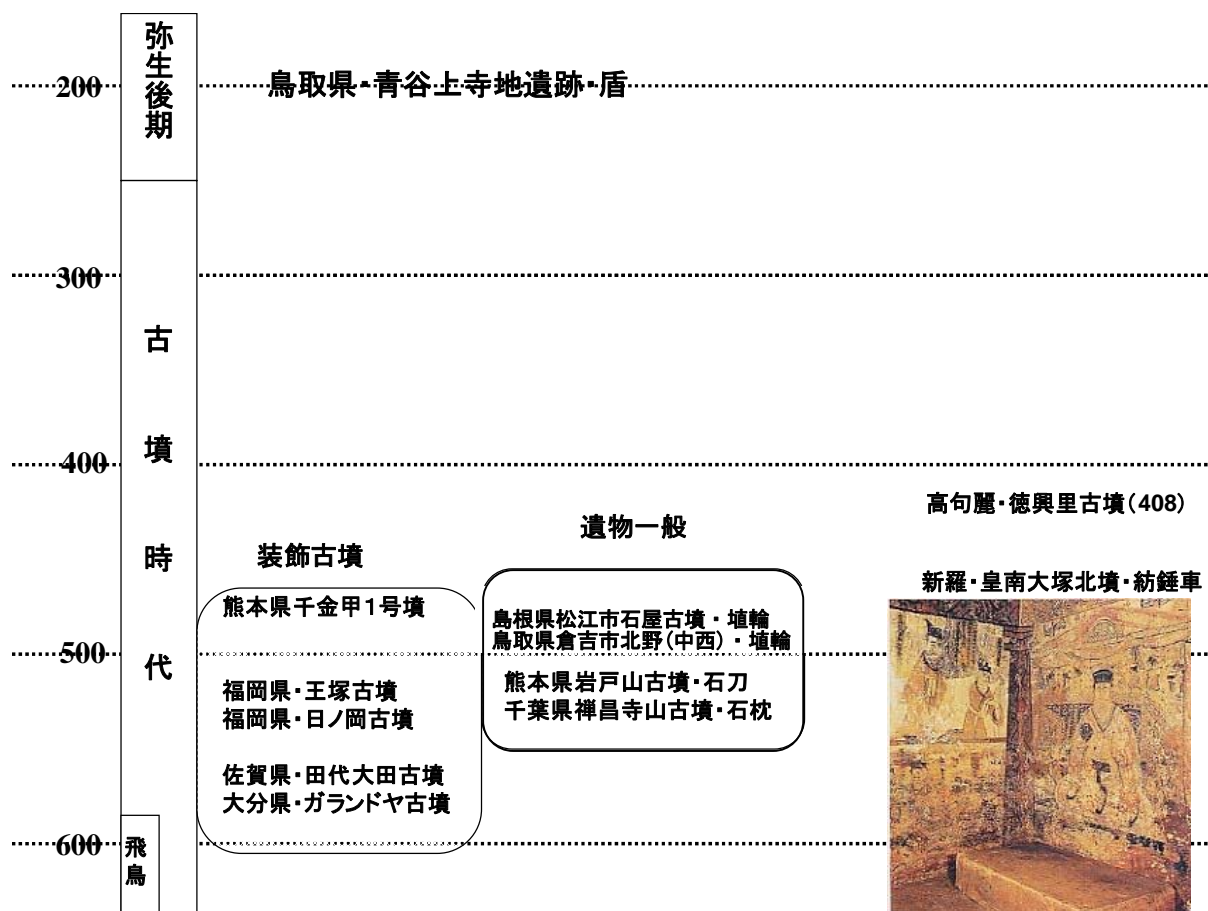 弥生後期
200
鳥取県・青谷上寺地遺跡・盾
300
古墳時代
400
高句麗・徳興里古墳(408)
遺物一般
装飾古墳
新羅・皇南大塚北墳・紡錘車
熊本県千金甲1号墳
島根県松江市石屋古墳・埴輪
鳥取県倉吉市北野(中西)・埴輪
500
熊本県岩戸山古墳・石刀
千葉県禅昌寺山古墳・石枕
福岡県・王塚古墳
福岡県・日ノ岡古墳
佐賀県・田代大田古墳
大分県・ガランドヤ古墳
600
飛鳥